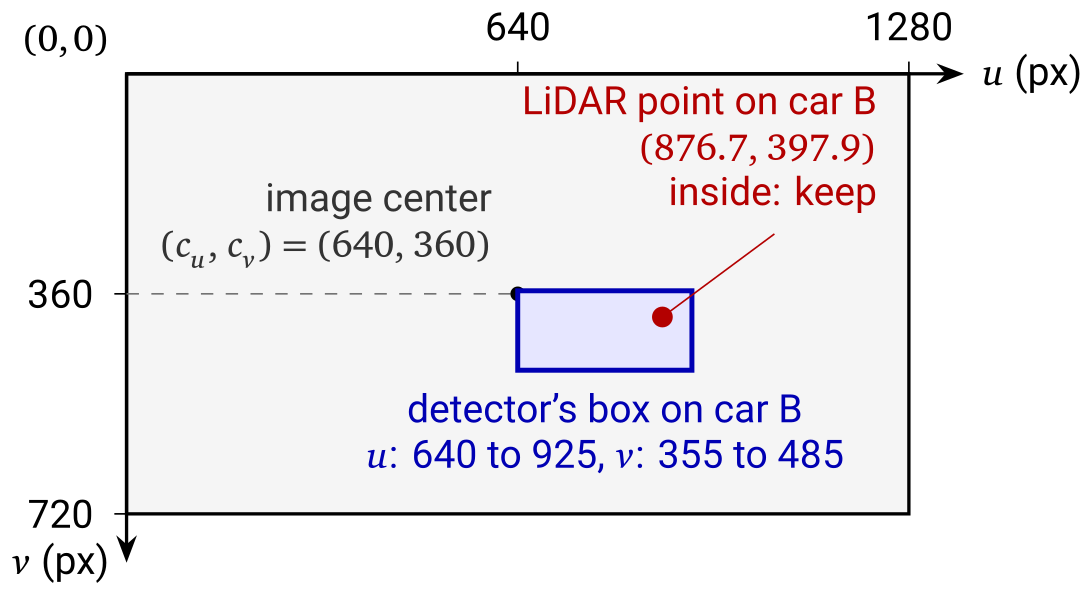 (0, 0)
640
1280
u (px)
LiDAR point on car B
(876.7, 397.9)
inside: keep
image center
(c_u, c_v) = (640, 360)
360
detector’s box on car B
u: 640 to 925, v: 355 to 485
720
v (px)